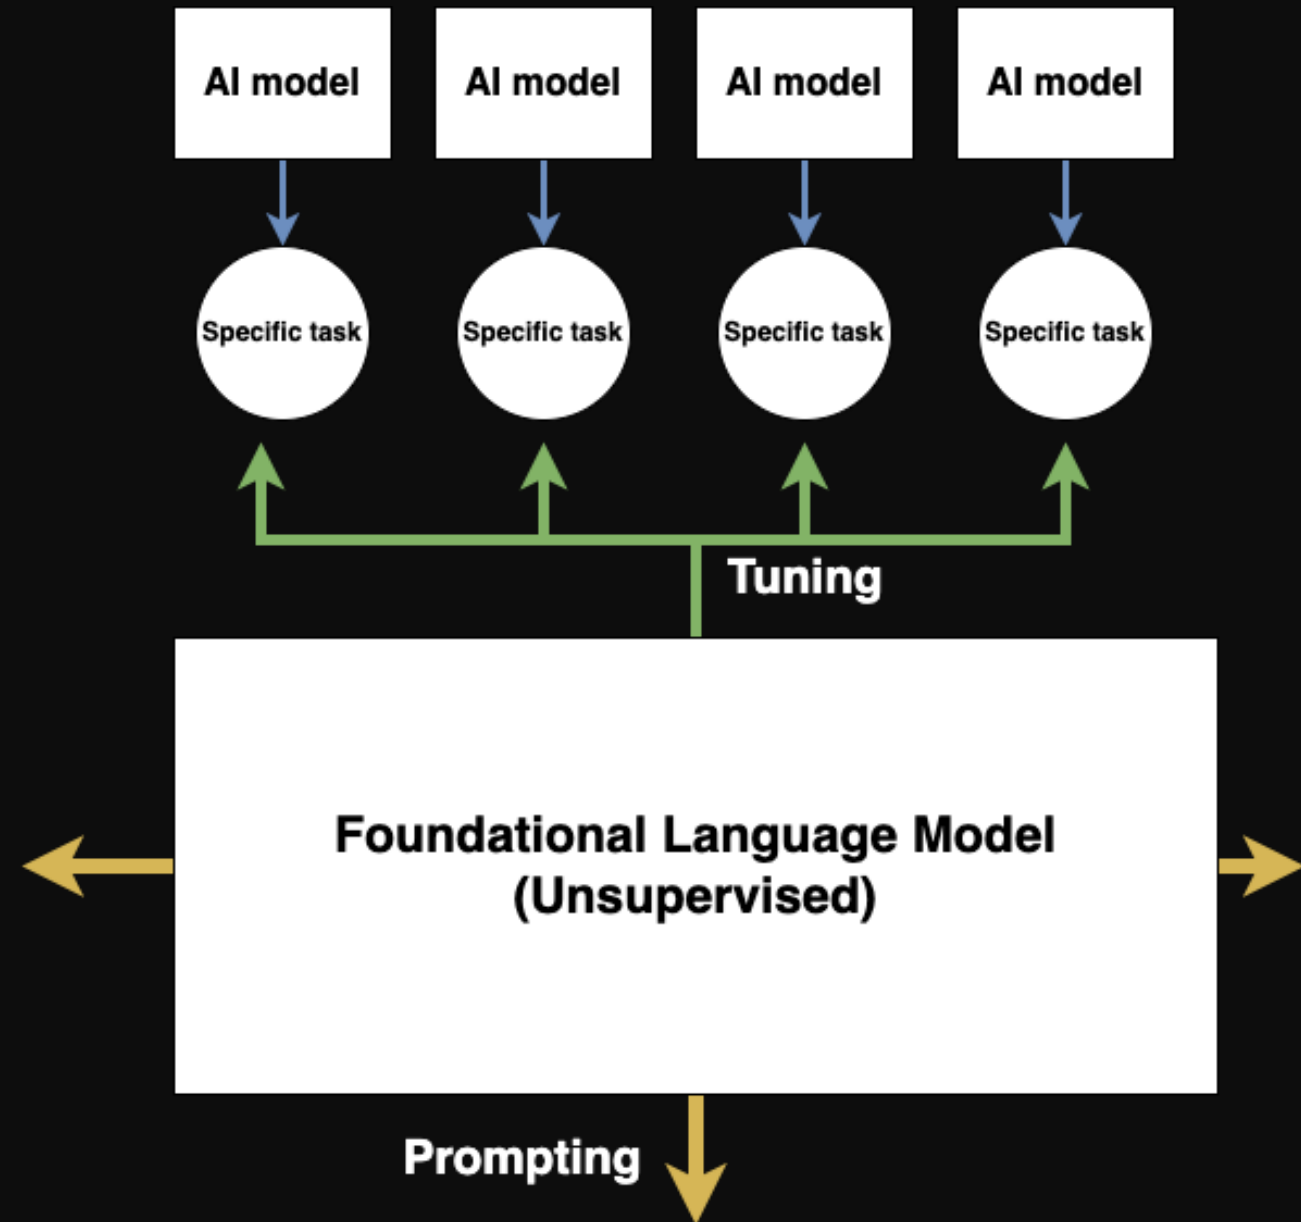 AI model
AI model
AI model
AI model
Specific task
Specific task
Specific task
Specific task
Tuning
Foundational Language Model
(Unsupervised)
Prompting